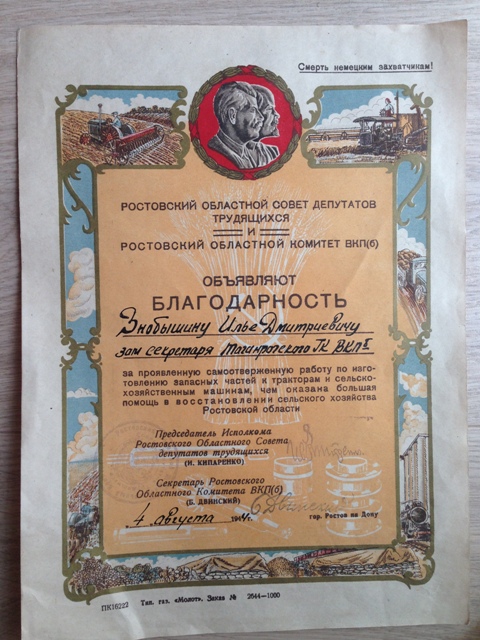 Смерть немецким захватчикам!
РОСТОВСКИЙ ОБЛАСТНОЙ СОВЕТ ДЕПУТАТОВ
ТРУДЯЩИХСЯ
И
РОСТОВСКИЙ ОБЛАСТНОЙ КОМИТЕТ ВКП(б)
ОБЪЯВЛЯЮТ
БЛАГОДАРНОСТЬ
Знобышину Илье Дмитриевичу
зам секретаря Таганрогского ГК ВКП
за проявленную самоотверженную работу по изго-
товлению запасных частей к тракторам и сельско-
хозяйственным машинам, чем оказана большая
помощь в восстановлении сельского хозяйства
Ростовской области
Председатель Исполкома
Ростовского Областного Совета
депутатов трудящихся
(И. КИПАРЕНКО)
Секретарь Ростовского
Областного Комитета ВКП(б)
(Б. ДВИНСКИЙ)
4 августа 1944г.
гор. Ростов на Дону
ПК16222 Тип. газ. «Молот». Заказ № 2644—1000